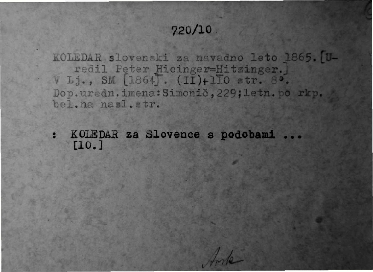 720/10
KOLEDAR slovenski za navadno leto 1865.[U-
redil Peter Hicinger=Hitzinger.]
V Lj., SM [1864]. (II)+110 str. 8°.
Dop.uredn.imena:Simonič,229;letn.po rkp.
bel.na nasl.str.
: KOLEDAR za Slovence s podobami ...
[10.]